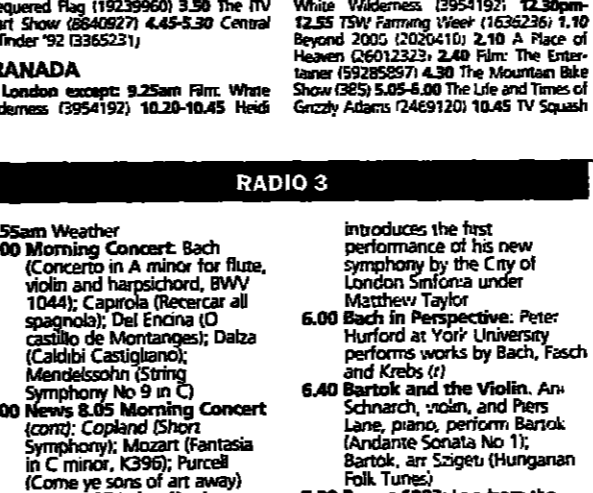 equered Flag (19239960) 3.50 The ITV
art Show (8840927) 4.45-5.30 Central
finder '92 (3365231)
RANADA
London except: 9.25am Film: White
derness (3954192) 10.20-10.45 Heidi
White Wilderness (3954192) 12.30pm-
12.55 TSW Farming Week (1636236) 1.10
Beyond 2000 (2020410) 2.10 A Place of
Heaven (26012323) 2.40 Film: The Enter-
tainer (59285897) 4.30 The Mountain Bike
Show (385) 5.05-6.00 The Life and Times of
Grizzly Adams (2469120) 10.45 TV Squash
RADIO 3
55am Weather
00 Morning Concert: Bach
(Concerto in A minor for flute,
violin and harpsichord, BWV
1044); Capirola (Recercar all
spagnola); Del Encina (O
castillo de Montanges); Dalza
(Caldibi Castigliano);
Mendelssohn (String
Symphony No 9 in C)
00 News 8.05 Morning Concert
(cont): Copland (Short
Symphony); Mozart (Fantasia
in C minor, K396); Purcell
(Come ye sons of art away)
introduces the first
performance of his new
symphony by the City of
London Sinfonia under
Matthew Taylor
6.00 Bach in Perspective: Peter
Hurford at York University
performs works by Bach, Fasch
and Krebs (r)
6.40 Bartok and the Violin. Ani
Schnarch, violin, and Piers
Lane, piano, perform Bartok
(Andante Sonata No 1);
Bartok, arr Szigeti (Hungarian
Folk Tunes)